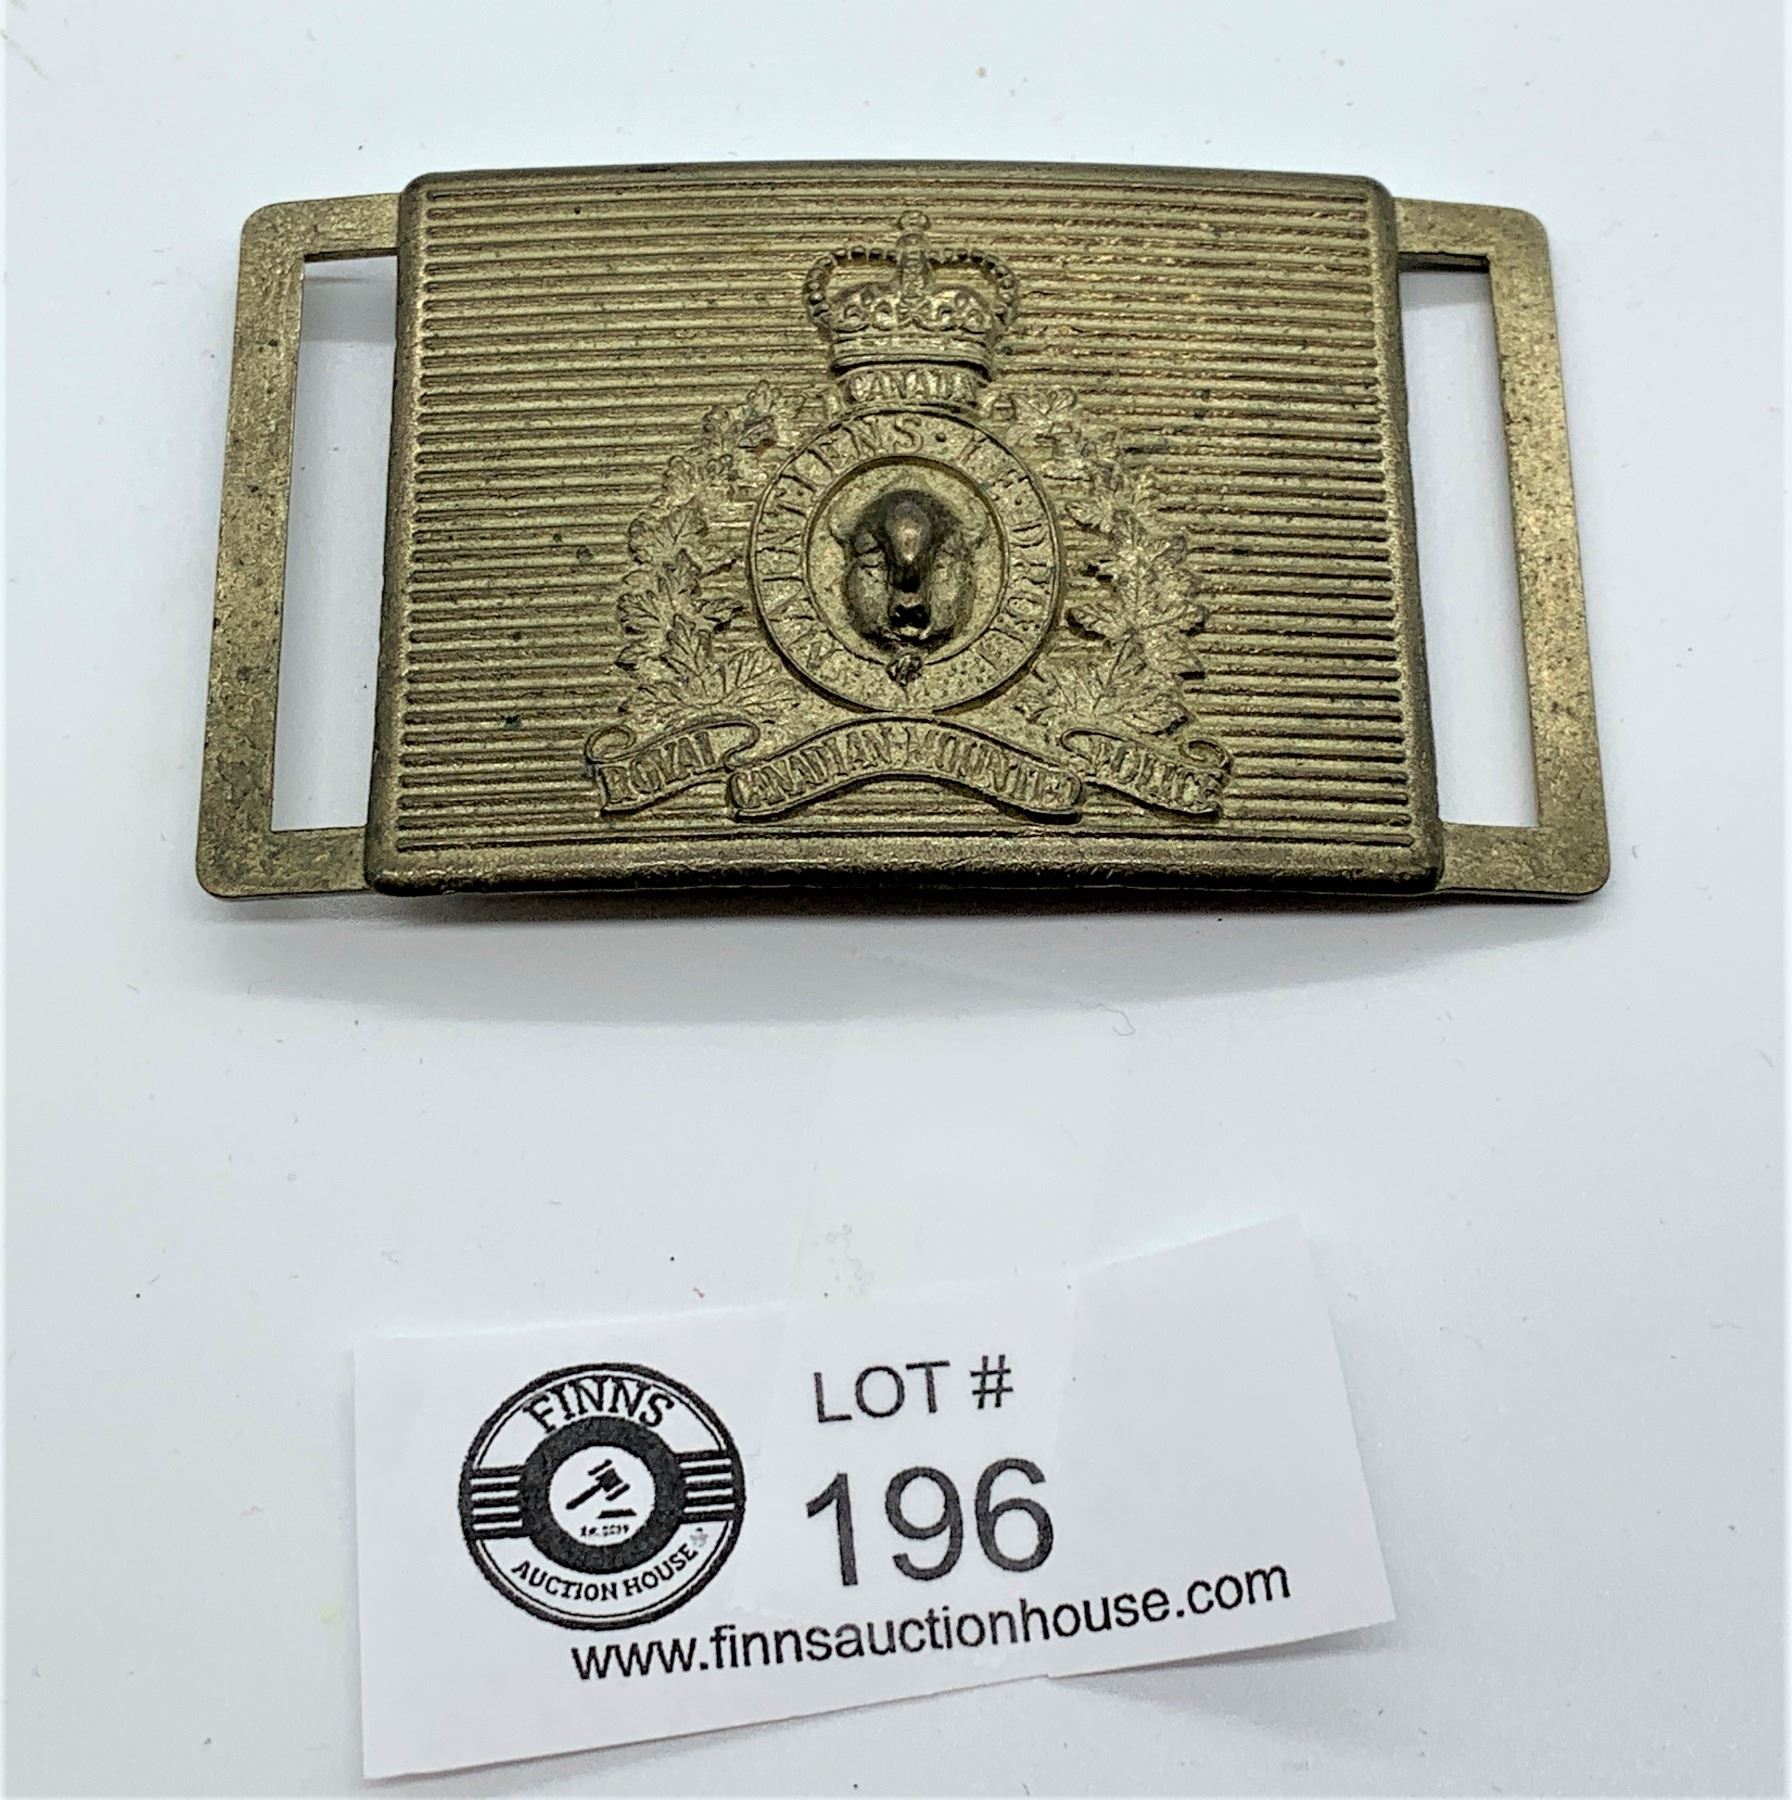 CANADA
MAINTIENS · LE · DROIT
ROYAL CANADIAN MOUNTED POLICE
FINNS
AUCTION HOUSE
LOT #
196
www.finnsauctionhouse.com